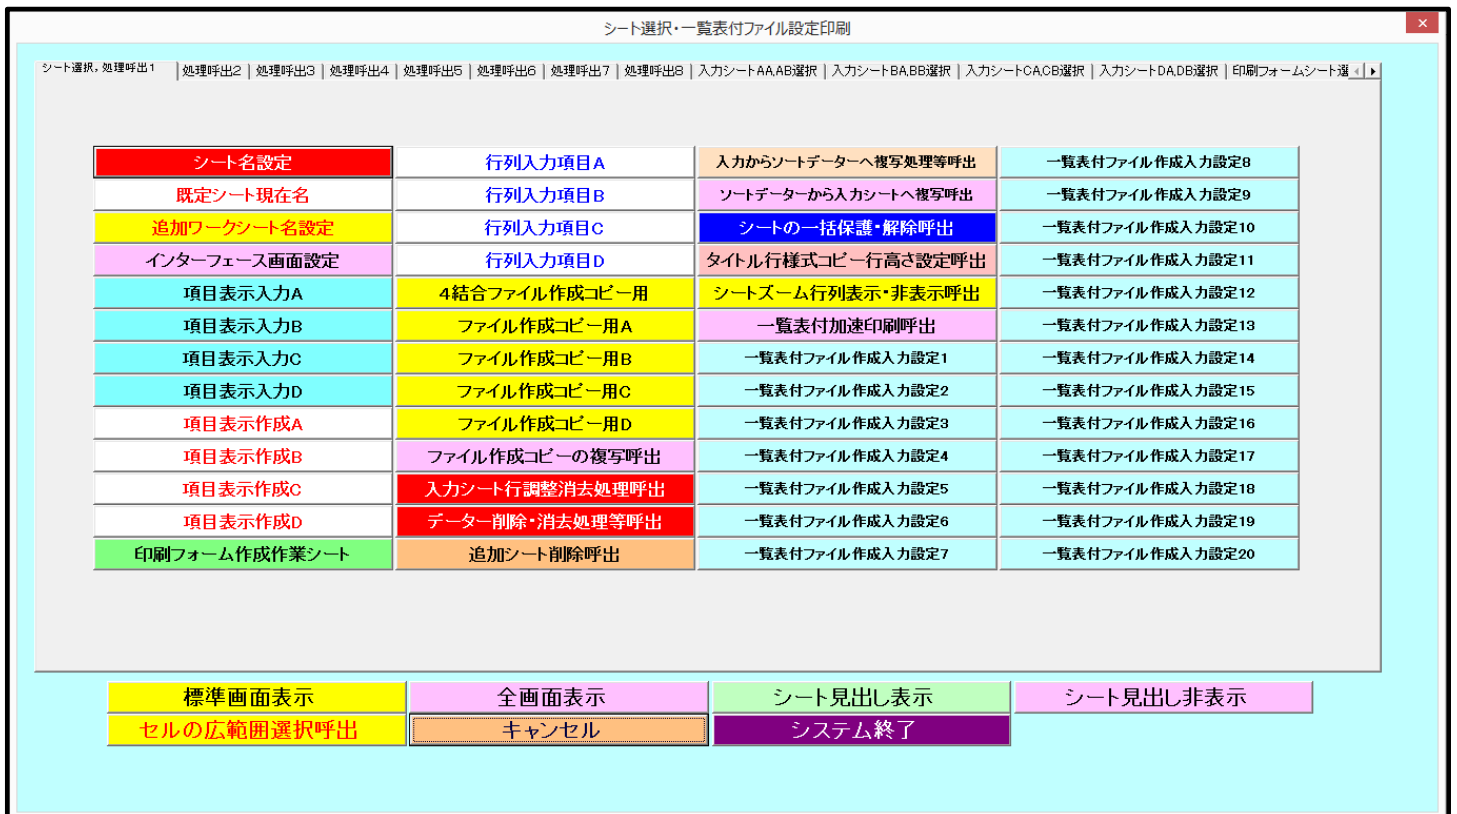 シート選択・一覧表付ファイル設定印刷
シート選択,処理呼出1 処理呼出2 処理呼出3 処理呼出4 処理呼出5 処理呼出6 処理呼出7 処理呼出8 入力シートAA,AB選択 入力シートBA,BB選択 入力シートCA,CB選択 入力シートDA,DB選択 印刷フォームシート選
シート名設定 行列入力項目A 入力からソートデーターへ複写処理等呼出 一覧表付ファイル作成入力設定8
既定シート現在名 行列入力項目B ソートデーターから入力シートへ複写呼出 一覧表付ファイル作成入力設定9
追加ワークシート名設定 行列入力項目C シートの一括保護・解除呼出 一覧表付ファイル作成入力設定10
インターフェース画面設定 行列入力項目D タイトル行様式コピー行高さ設定呼出 一覧表付ファイル作成入力設定11
項目表示入力A 4結合ファイル作成コピー用 シートズーム行列表示・非表示呼出 一覧表付ファイル作成入力設定12
項目表示入力B ファイル作成コピー用A 一覧表付加速印刷呼出 一覧表付ファイル作成入力設定13
項目表示入力C ファイル作成コピー用B 一覧表付ファイル作成入力設定1 一覧表付ファイル作成入力設定14
項目表示入力D ファイル作成コピー用C 一覧表付ファイル作成入力設定2 一覧表付ファイル作成入力設定15
項目表示作成A ファイル作成コピー用D 一覧表付ファイル作成入力設定3 一覧表付ファイル作成入力設定16
項目表示作成B ファイル作成コピーの複写呼出 一覧表付ファイル作成入力設定4 一覧表付ファイル作成入力設定17
項目表示作成C 入力シート行調整消去処理呼出 一覧表付ファイル作成入力設定5 一覧表付ファイル作成入力設定18
項目表示作成D データー削除・消去処理等呼出 一覧表付ファイル作成入力設定6 一覧表付ファイル作成入力設定19
印刷フォーム作成作業シート 追加シート削除呼出 一覧表付ファイル作成入力設定7 一覧表付ファイル作成入力設定20
標準画面表示 全画面表示 シート見出し表示 シート見出し非表示
セルの広範囲選択呼出 キャンセル システム終了